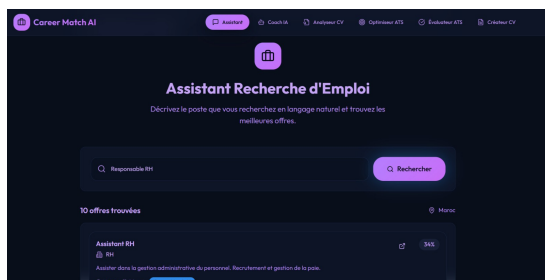 Career Match AI
Assistant
Coach IA
Analyseur CV
Optimiseur ATS
Évaluateur ATS
Créateur CV
Assistant Recherche d'Emploi
Décrivez le poste que vous recherchez en langage naturel et trouvez les
meilleures offres.
Responsable RH
Rechercher
10 offres trouvées
Maroc
Assistant RH
34%
RH
Assister dans la gestion administrative du personnel. Recrutement et gestion de la paie.